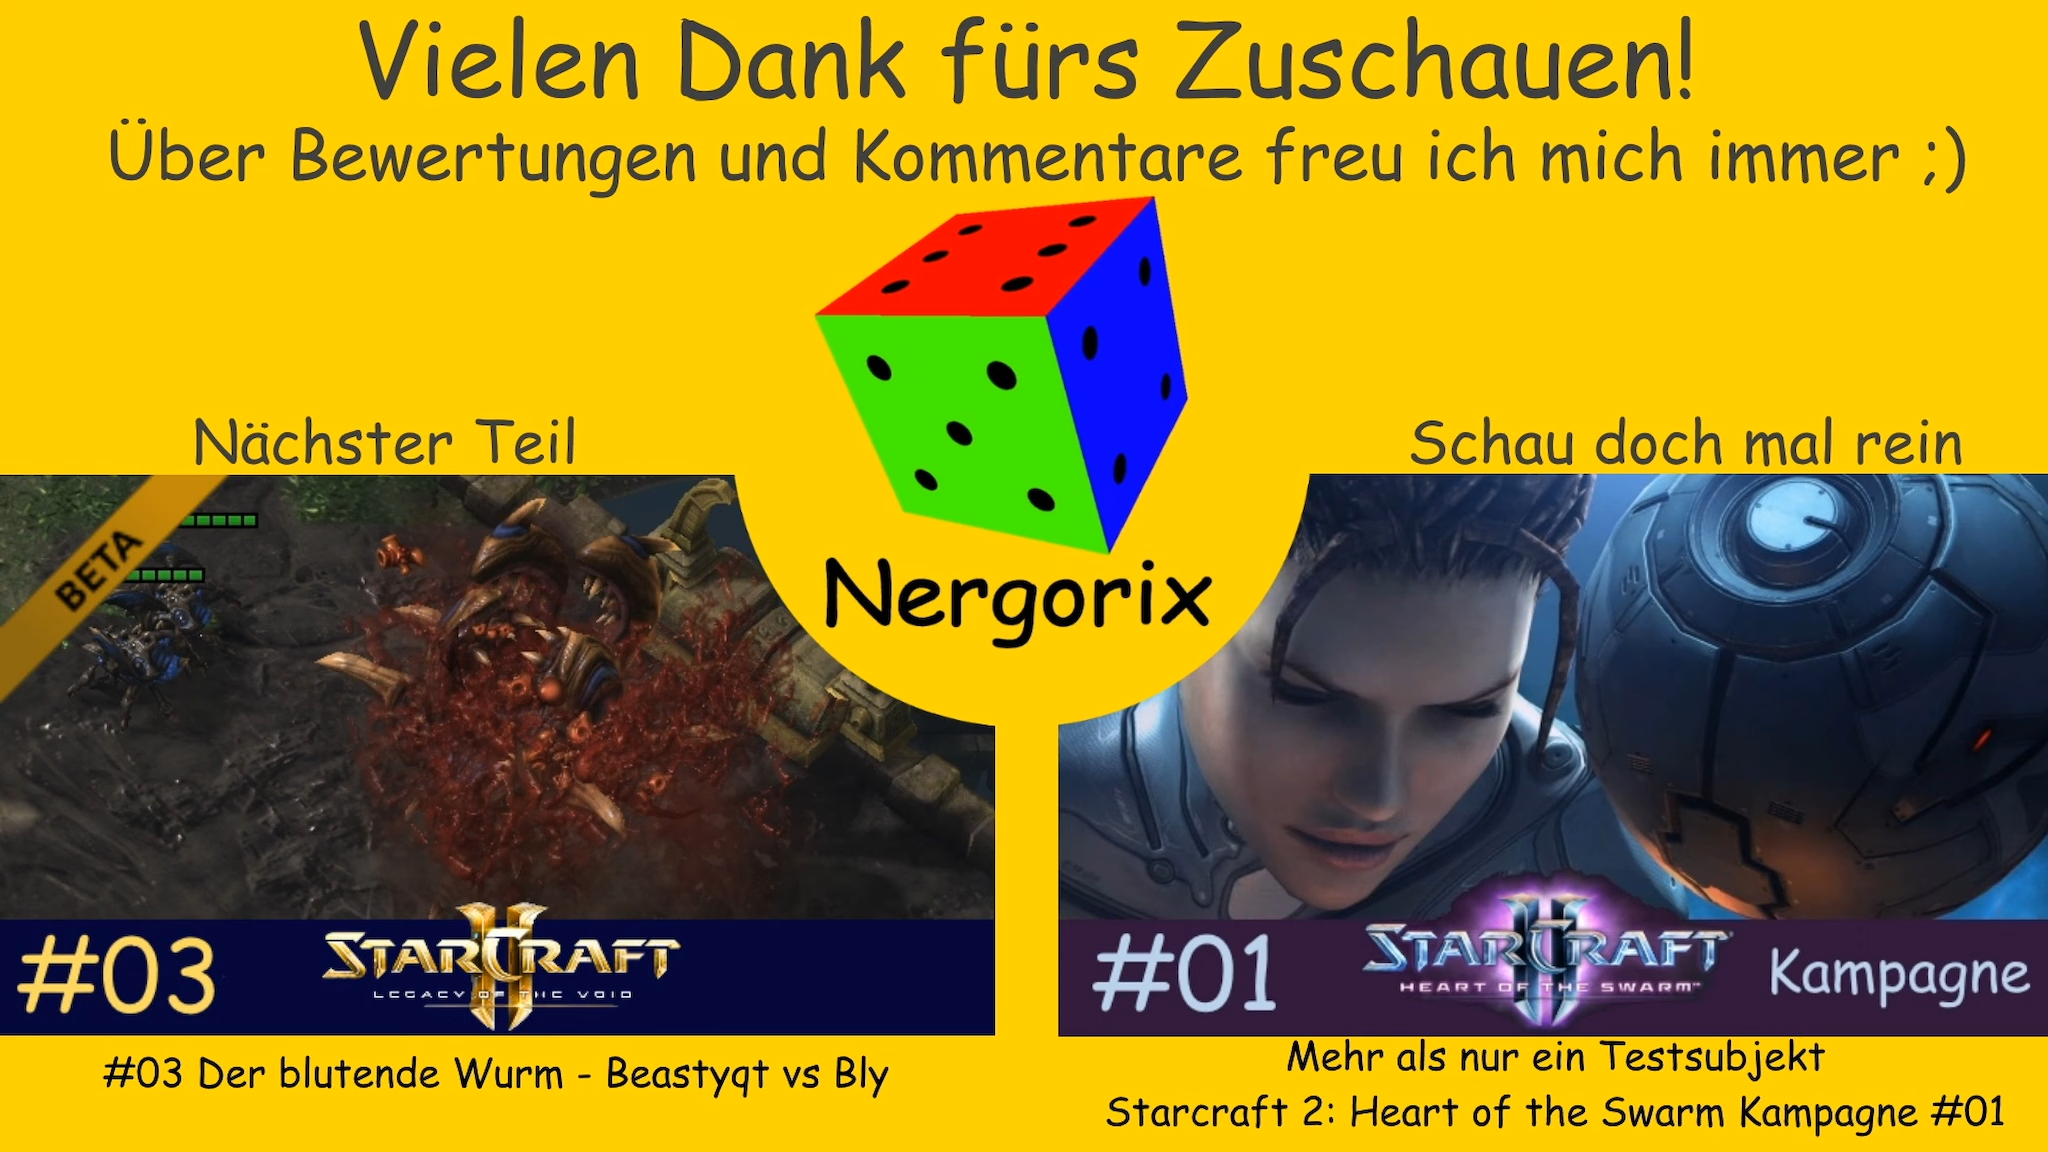 Vielen Dank fürs Zuschauen!
Über Bewertungen und Kommentare freu ich mich immer ;)
Nächster Teil
Schau doch mal rein
BETA
Nergorix
#03
STARCRAFT
II
LEGACY OF THE VOID
#01
STARCRAFT
II
HEART OF THE SWARM
Kampagne
#03 Der blutende Wurm - Beastyqt vs Bly
Mehr als nur ein Testsubjekt
Starcraft 2: Heart of the Swarm Kampagne #01